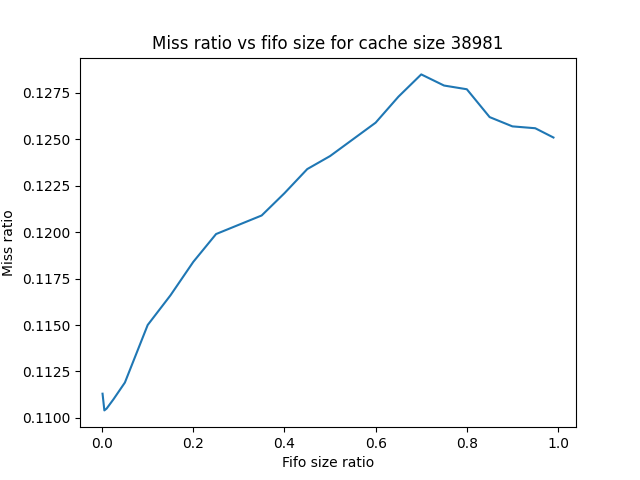 Miss ratio vs fifo size for cache size 38981
0.1275
0.1250
0.1225
0.1200
0.1175
0.1150
0.1125
0.1100
Miss ratio
0.0 0.2 0.4 0.6 0.8 1.0
Fifo size ratio